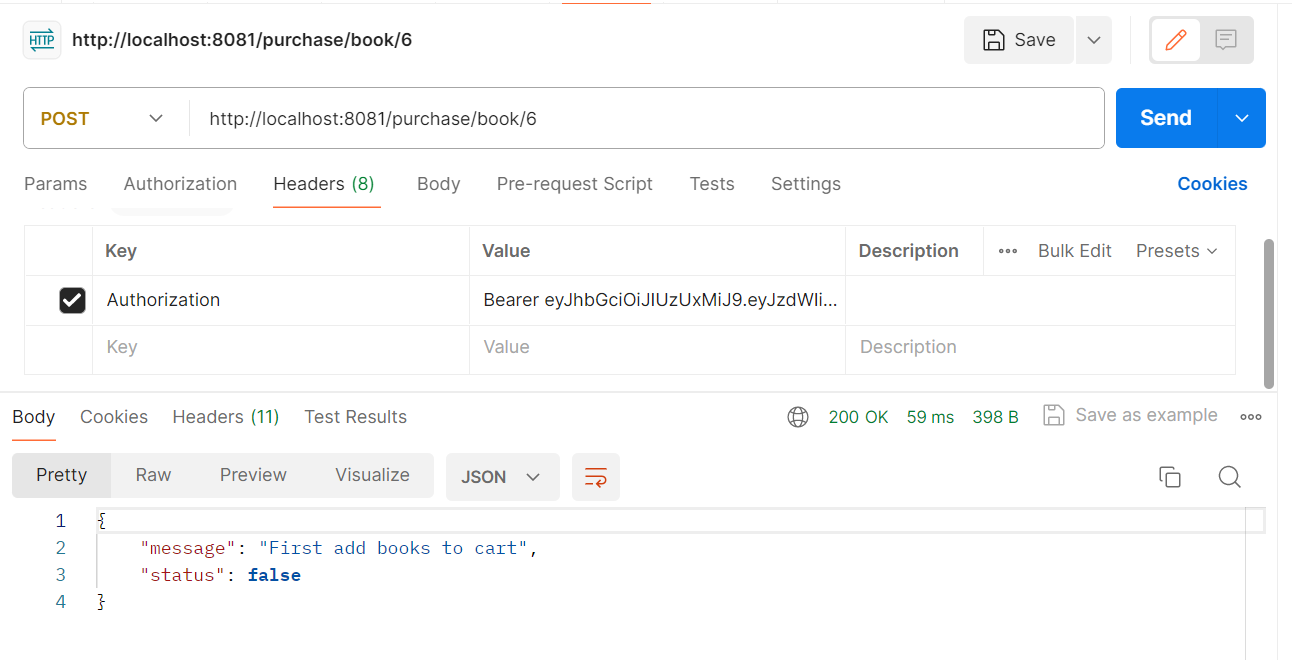 HTTP http://localhost:8081/purchase/book/6 Save
POST http://localhost:8081/purchase/book/6 Send
Params Authorization Headers (8) Body Pre-request Script Tests Settings Cookies
Key Value Description Bulk Edit Presets
Authorization Bearer eyJhbGciOiJIUzUxMiJ9.eyJzdWIi...
Key Value Description
Body Cookies Headers (11) Test Results 200 OK 59 ms 398 B Save as example
Pretty Raw Preview Visualize JSON
1 {
2 "message": "First add books to cart",
3 "status": false
4 }